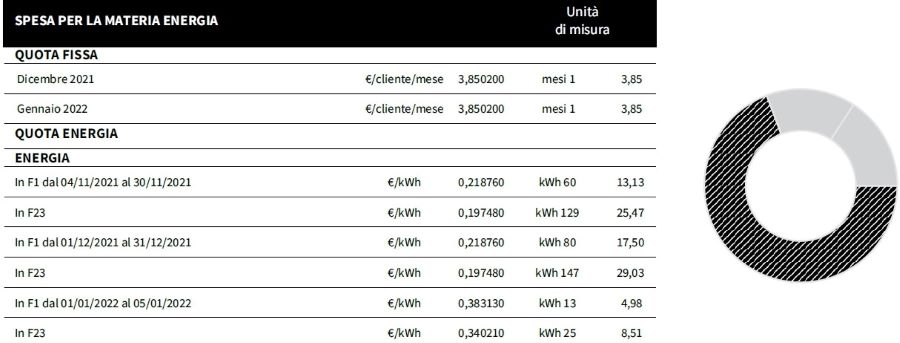 SPESA PER LA MATERIA ENERGIA Unità
di misura
QUOTA FISSA
Dicembre 2021 €/cliente/mese 3,850200 mesi 1 3,85
Gennaio 2022 €/cliente/mese 3,850200 mesi 1 3,85
QUOTA ENERGIA
ENERGIA
In F1 dal 04/11/2021 al 30/11/2021 €/kWh 0,218760 kWh 60 13,13
In F23 €/kWh 0,197480 kWh 129 25,47
In F1 dal 01/12/2021 al 31/12/2021 €/kWh 0,218760 kWh 80 17,50
In F23 €/kWh 0,197480 kWh 147 29,03
In F1 dal 01/01/2022 al 05/01/2022 €/kWh 0,383130 kWh 13 4,98
In F23 €/kWh 0,340210 kWh 25 8,51